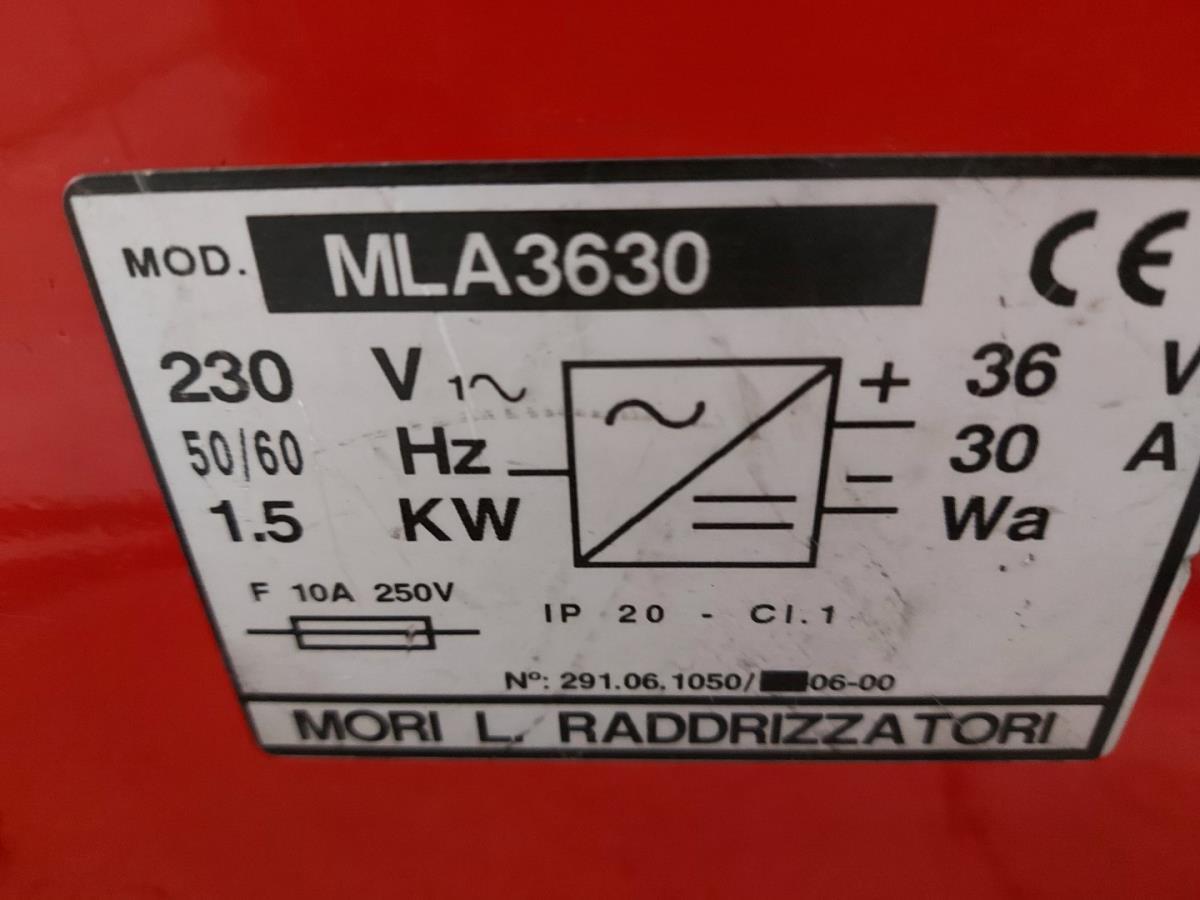 MOD. MLA3630 CE
230 V 1~ + 36 V
50/60 Hz 30 A
1.5 KW - Wa
F 10A 250V
IP 20 - Cl.1
Nº: 291.06.1050/ 06-00
MORI L. RADDRIZZATORI